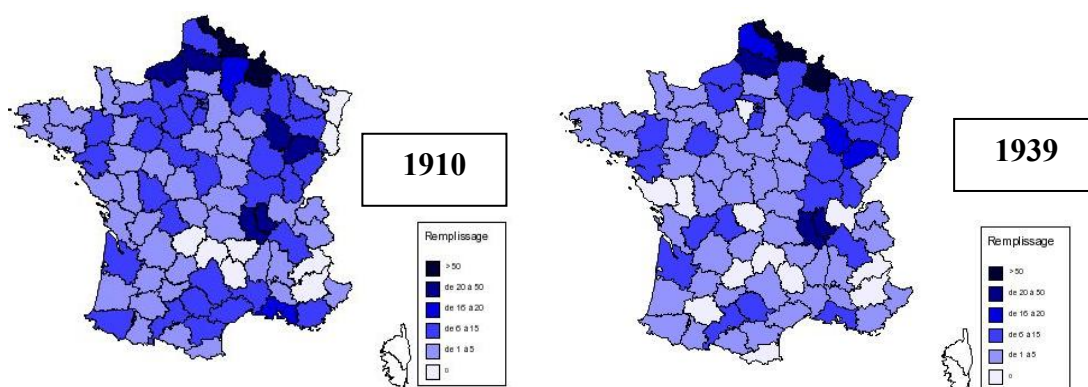 1910
Remplissage
>50
de 20 à 50
de 16 à 20
de 6 à 15
de 1 à 5
0
1939
Remplissage
>50
de 20 à 50
de 16 à 20
de 6 à 15
de 1 à 5
0